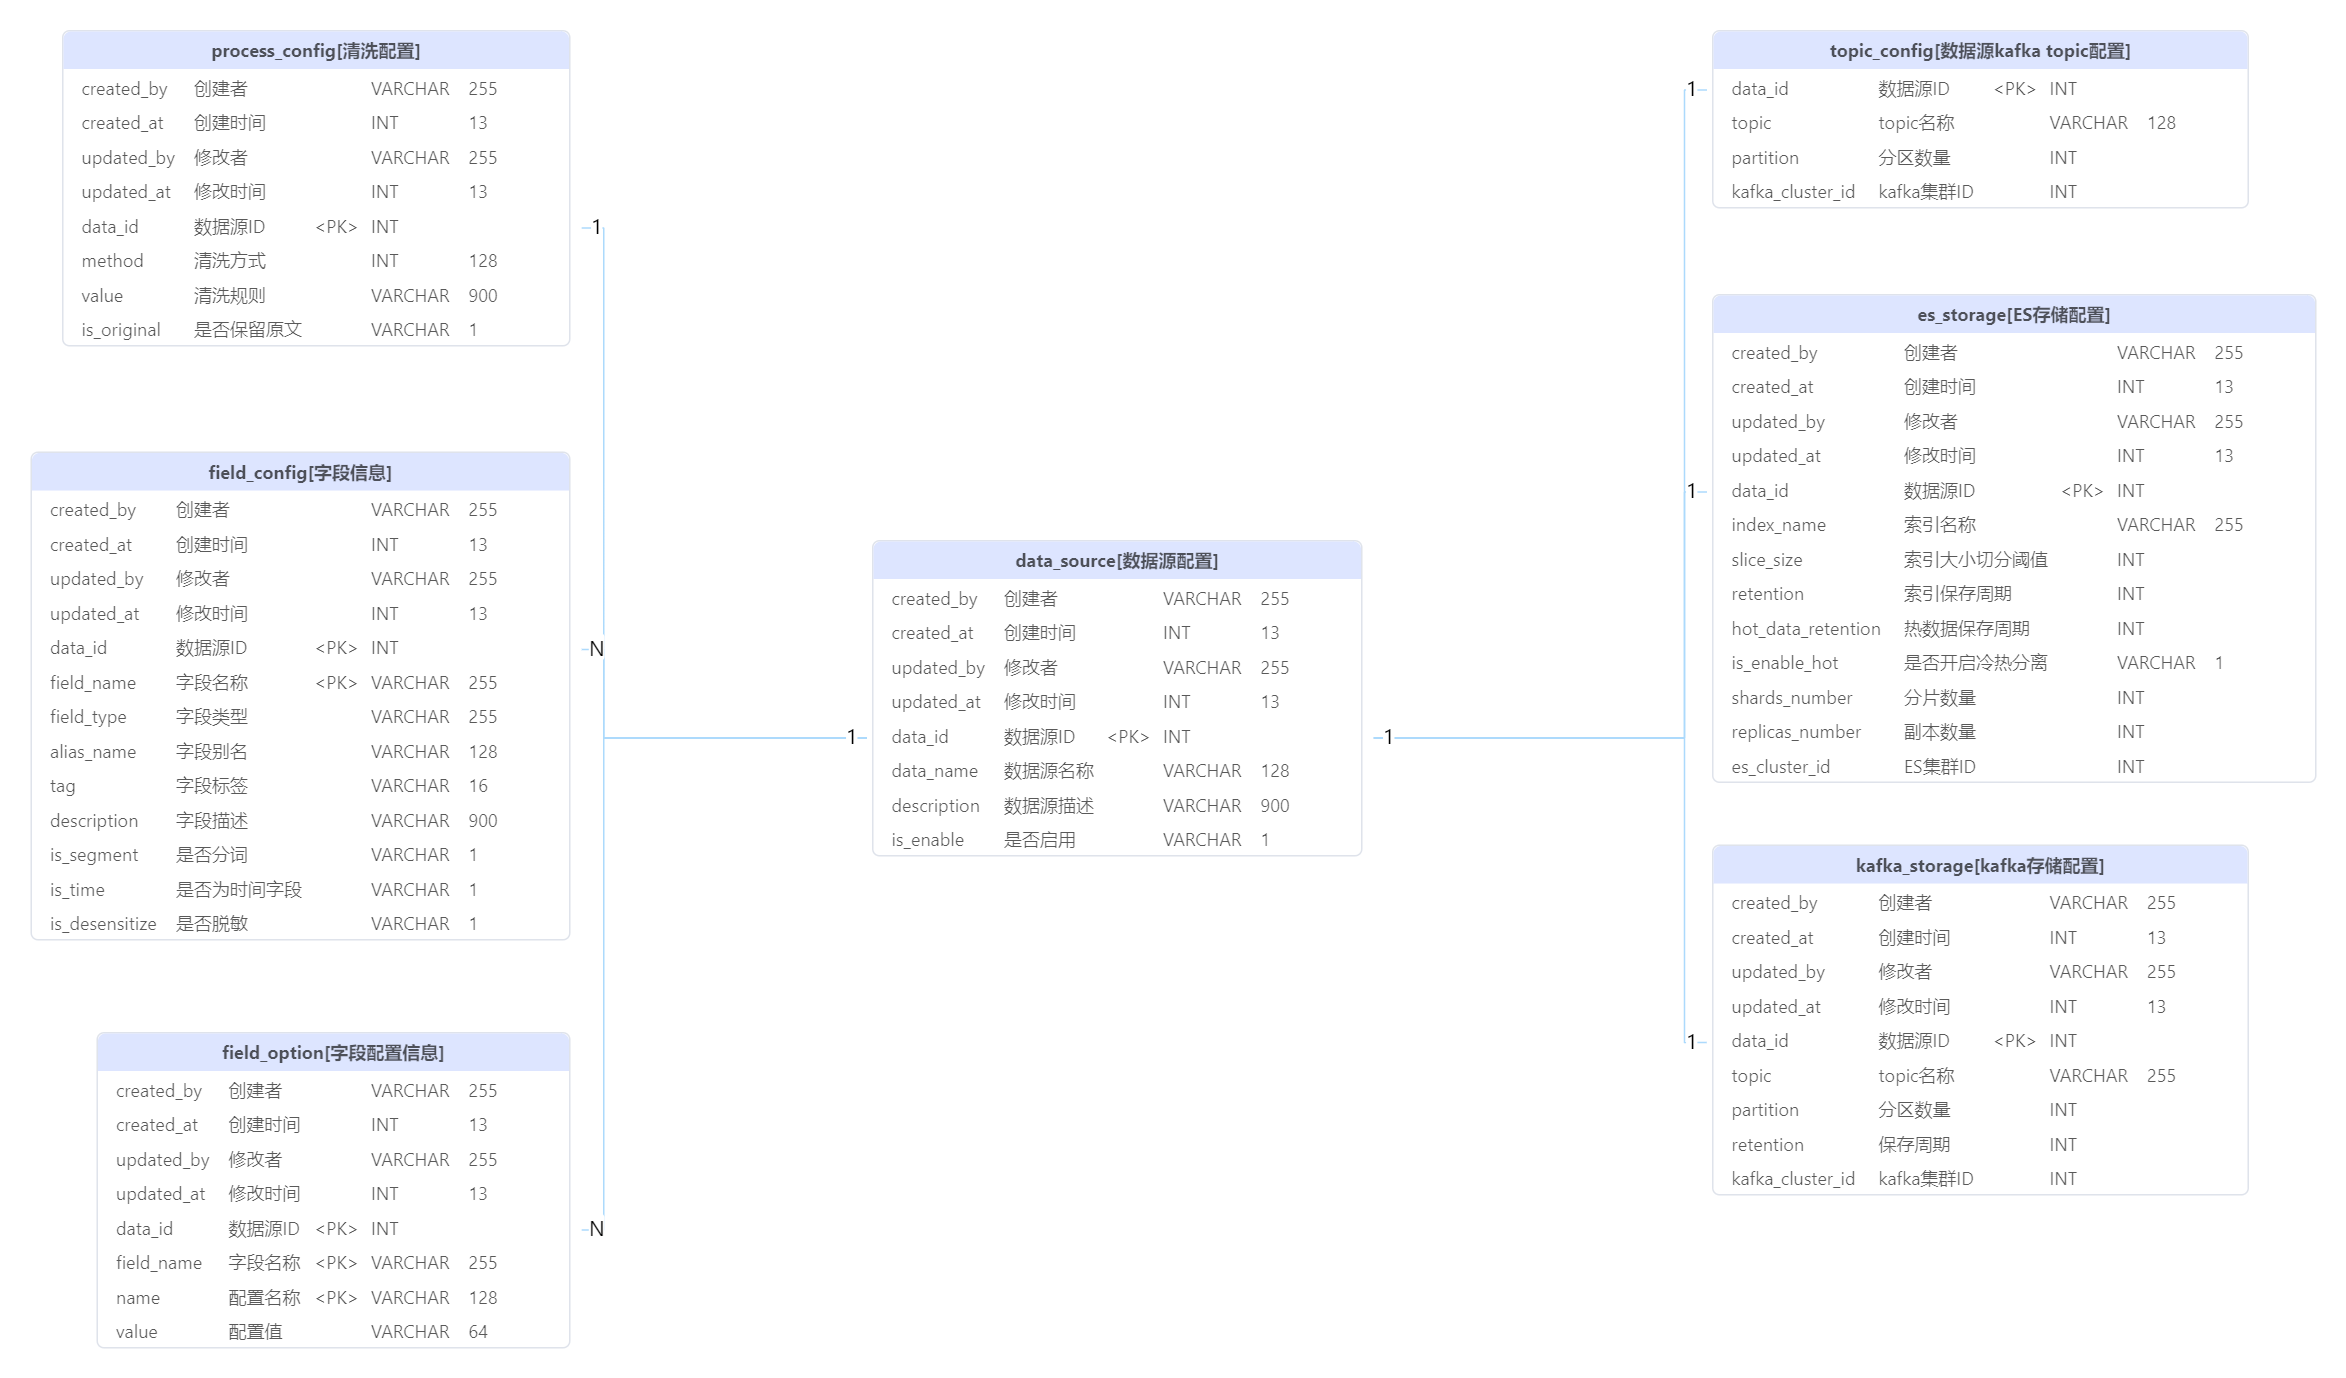 process_config[清洗配置]
created_by 创建者 VARCHAR 255
created_at 创建时间 INT 13
updated_by 修改者 VARCHAR 255
updated_at 修改时间 INT 13
data_id 数据源ID <PK> INT
method 清洗方式 INT 128
value 清洗规则 VARCHAR 900
is_original 是否保留原文 VARCHAR 1
1
field_config[字段信息]
created_by 创建者 VARCHAR 255
created_at 创建时间 INT 13
updated_by 修改者 VARCHAR 255
updated_at 修改时间 INT 13
data_id 数据源ID <PK> INT
field_name 字段名称 <PK> VARCHAR 255
field_type 字段类型 VARCHAR 255
alias_name 字段别名 VARCHAR 128
tag 字段标签 VARCHAR 16
description 字段描述 VARCHAR 900
is_segment 是否分词 VARCHAR 1
is_time 是否为时间字段 VARCHAR 1
is_desensitize 是否脱敏 VARCHAR 1
N
field_option[字段配置信息]
created_by 创建者 VARCHAR 255
created_at 创建时间 INT 13
updated_by 修改者 VARCHAR 255
updated_at 修改时间 INT 13
data_id 数据源ID <PK> INT
field_name 字段名称 <PK> VARCHAR 255
name 配置名称 <PK> VARCHAR 128
value 配置值 VARCHAR 64
N
1
data_source[数据源配置]
created_by 创建者 VARCHAR 255
created_at 创建时间 INT 13
updated_by 修改者 VARCHAR 255
updated_at 修改时间 INT 13
data_id 数据源ID <PK> INT
data_name 数据源名称 VARCHAR 128
description 数据源描述 VARCHAR 900
is_enable 是否启用 VARCHAR 1
1
topic_config[数据源kafka topic配置]
1
data_id 数据源ID <PK> INT
topic topic名称 VARCHAR 128
partition 分区数量 INT
kafka_cluster_id kafka集群ID INT
es_storage[ES存储配置]
created_by 创建者 VARCHAR 255
created_at 创建时间 INT 13
updated_by 修改者 VARCHAR 255
updated_at 修改时间 INT 13
1
data_id 数据源ID <PK> INT
index_name 索引名称 VARCHAR 255
slice_size 索引大小切分阈值 INT
retention 索引保存周期 INT
hot_data_retention 热数据保存周期 INT
is_enable_hot 是否开启冷热分离 VARCHAR 1
shards_number 分片数量 INT
replicas_number 副本数量 INT
es_cluster_id ES集群ID INT
kafka_storage[kafka存储配置]
created_by 创建者 VARCHAR 255
created_at 创建时间 INT 13
updated_by 修改者 VARCHAR 255
updated_at 修改时间 INT 13
1
data_id 数据源ID <PK> INT
topic topic名称 VARCHAR 255
partition 分区数量 INT
retention 保存周期 INT
kafka_cluster_id kafka集群ID INT